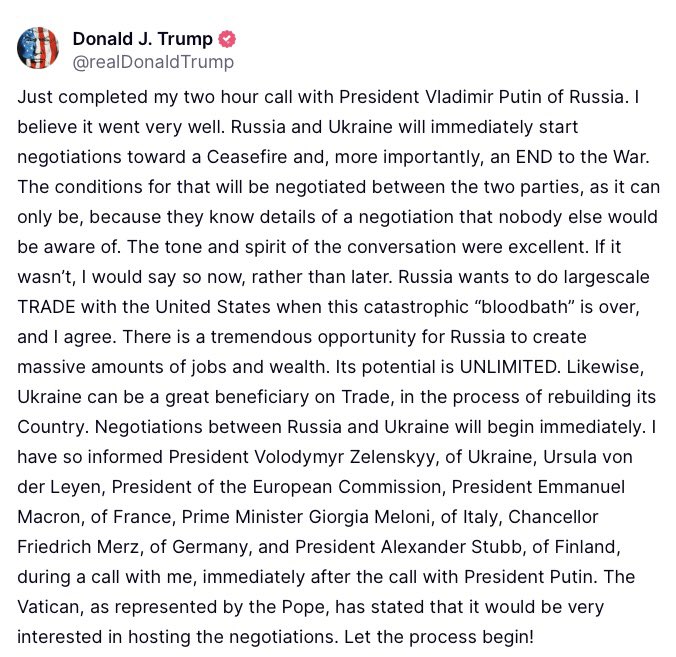 Donald J. Trump
@realDonaldTrump
Just completed my two hour call with President Vladimir Putin of Russia. I
believe it went very well. Russia and Ukraine will immediately start
negotiations toward a Ceasefire and, more importantly, an END to the War.
The conditions for that will be negotiated between the two parties, as it can
only be, because they know details of a negotiation that nobody else would
be aware of. The tone and spirit of the conversation were excellent. If it
wasn’t, I would say so now, rather than later. Russia wants to do largescale
TRADE with the United States when this catastrophic “bloodbath” is over,
and I agree. There is a tremendous opportunity for Russia to create
massive amounts of jobs and wealth. Its potential is UNLIMITED. Likewise,
Ukraine can be a great beneficiary on Trade, in the process of rebuilding its
Country. Negotiations between Russia and Ukraine will begin immediately. I
have so informed President Volodymyr Zelenskyy, of Ukraine, Ursula von
der Leyen, President of the European Commission, President Emmanuel
Macron, of France, Prime Minister Giorgia Meloni, of Italy, Chancellor
Friedrich Merz, of Germany, and President Alexander Stubb, of Finland,
during a call with me, immediately after the call with President Putin. The
Vatican, as represented by the Pope, has stated that it would be very
interested in hosting the negotiations. Let the process begin!